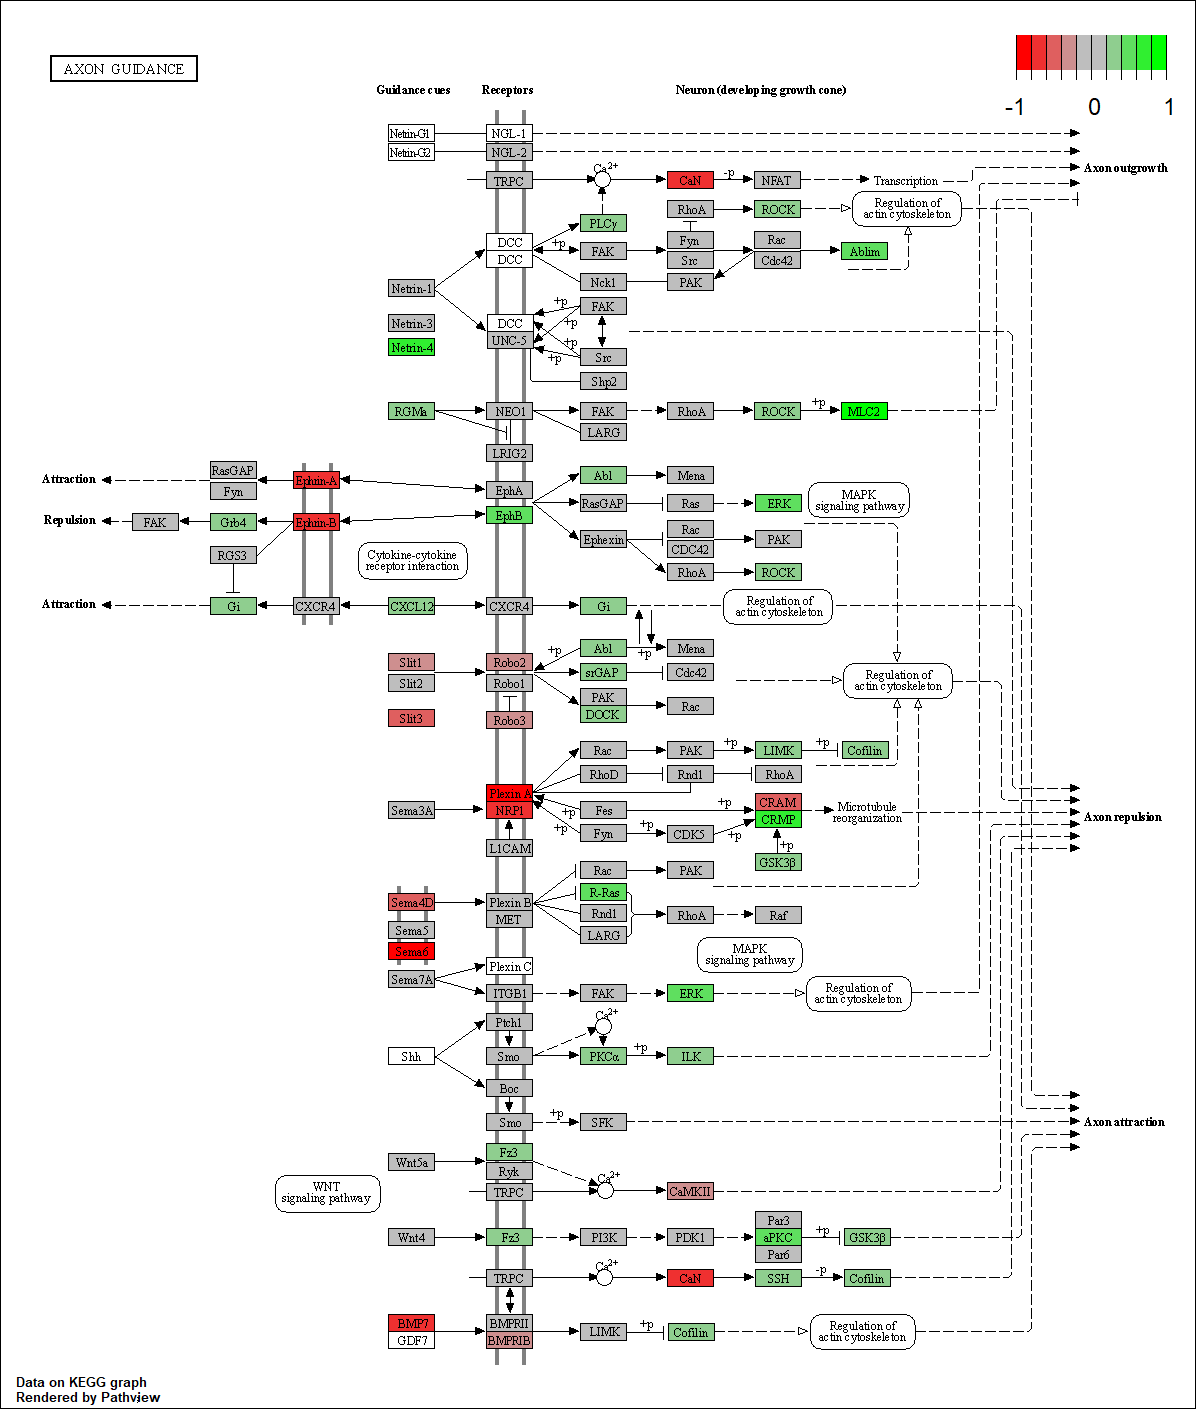 AXON GUIDANCE
-1 0 1
Guidance cues Receptors Neuron (developing growth cone)
Netrin-G1 NGL-1
Netrin-G2 NGL-2
Axon outgrowth
Ca2+
TRPC CaN -p NFAT Transcription
RhoA ROCK Regulation of
actin cytoskeleton
PLCγ
DCC +p FAK Fyn Rac Ablim
DCC Src Cdc42
Nck1 PAK
Netrin-1
+p FAK
Netrin-3 DCC +p
Netrin-4 UNC-5
+p Src
Shp2
RGMa NEO1 FAK RhoA ROCK +p MLC2
LARG
LRIG2
Attraction RasGAP Ephrin-A EphA Abl Mena
Fyn
RasGAP Ras ERK MAPK
signaling pathway
Repulsion FAK Grb4 Ephrin-B EphB
Ephexin Rac PAK
CDC42
RGS3 Cytokine-cytokine
receptor interaction
RhoA ROCK
Attraction Gi CXCR4 CXCL12 CXCR4 Gi Regulation of
actin cytoskeleton
+p Abl +p Mena
Slit1 Robo2 srGAP Cdc42
Slit2 Robo1 Regulation of
actin cytoskeleton
PAK Rac
Slit3 Robo3 DOCK
Rac PAK +p LIMK +p Cofilin
RhoD Rnd1 RhoA
Plexin A
Sema3A NRP1 +p Fes +p CRAM Microtubule
reorganization
CRMP
+p Fyn +p CDK5 +p
L1CAM +p
GSK3β
Axon repulsion
Rac PAK
R-Ras
Sema4D Plexin B
MET Rnd1 RhoA Raf
Sema5 LARG
Sema6 MAPK
signaling pathway
Plexin C
Sema7A
ITGB1 FAK ERK Regulation of
actin cytoskeleton
Ptch1 Ca2+
Shh Smo PKCα +p ILK
Boc
Smo +p SFK Axon attraction
Fz3
Wnt5a Ryk
WNT
signaling pathway
TRPC Ca2+ CaMKII
Par3
Wnt4 Fz3 PI3K PDK1 aPKC +p GSK3β
Par6
TRPC Ca2+ CaN SSH -p Cofilin
BMP7 BMPRII
GDF7 BMPRIB LIMK +p Cofilin Regulation of
actin cytoskeleton
Data on KEGG graph
Rendered by Pathview